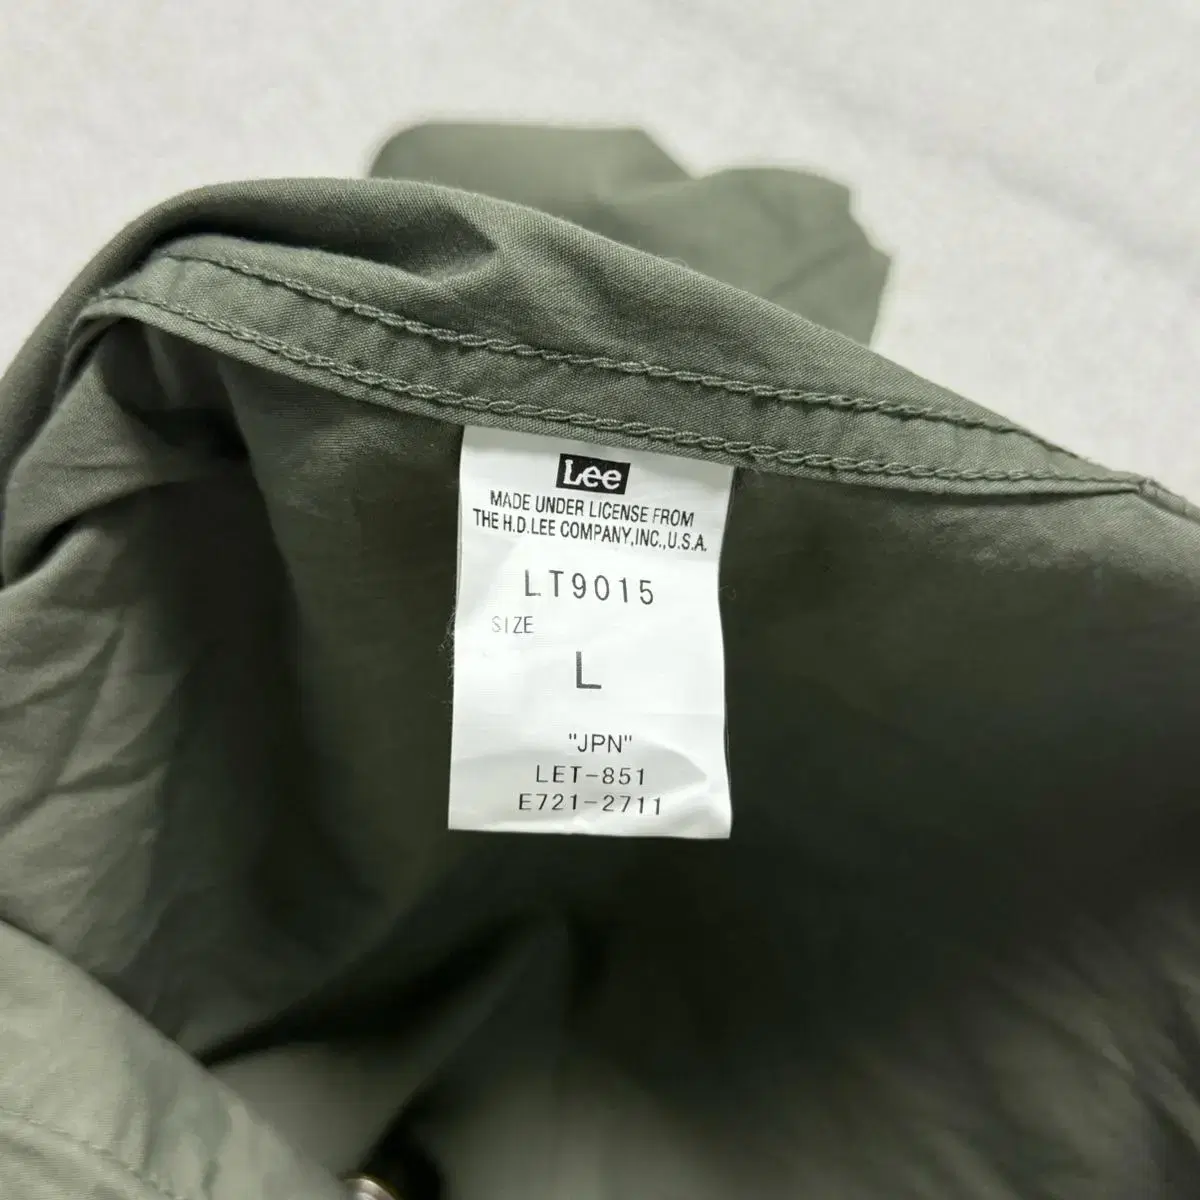 Lee
MADE UNDER LICENSE FROM
THE H.D.LEE COMPANY,INC.,U.S.A.
LT9015
SIZE
L
"JPN"
LET-851
E721-2711